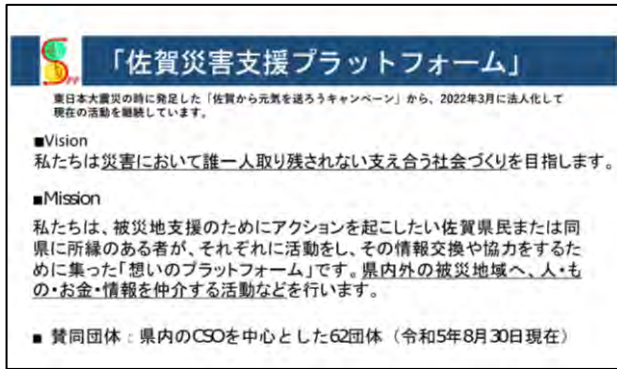 「佐賀災害支援プラットフォーム」
東日本大震災の時に発足した「佐賀から元気を送ろうキャンペーン」から、2022年3月に法人化して
現在の活動を継続しています。
■Vision
私たちは災害において誰一人取り残されない支え合う社会づくりを目指します。
■Mission
私たちは、被災地支援のためにアクションを起こしたい佐賀県民または同
県に所縁のある者が、それぞれに活動をし、その情報交換や協力をするた
めに集った「想いのプラットフォーム」です。県内外の被災地域へ、人・も
の・お金・情報を仲介する活動などを行います。
■ 賛同団体：県内のCSOを中心とした62団体（令和5年8月30日現在）